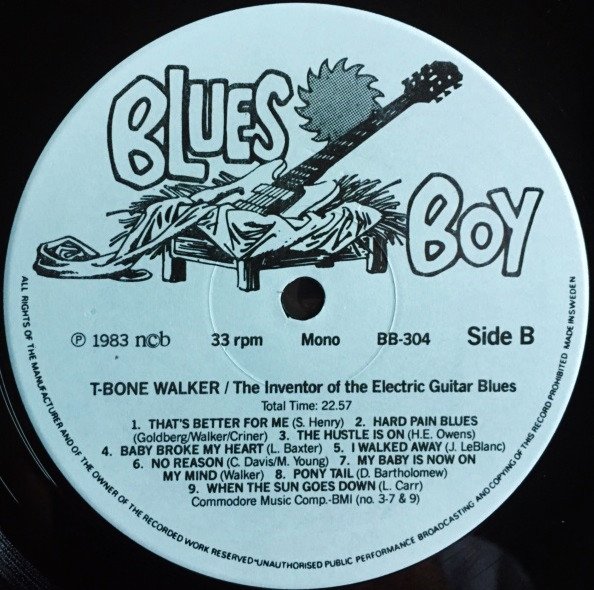 BLUES
BOY
℗ 1983 ncb 33 rpm Mono BB-304 Side B
T-BONE WALKER / The Inventor of the Electric Guitar Blues
Total Time: 22.57
1. THAT'S BETTER FOR ME (S. Henry) 2. HARD PAIN BLUES
(Goldberg/Walker/Criner) 3. THE HUSTLE IS ON (H.E. Owens)
4. BABY BROKE MY HEART (L. Baxter) 5. I WALKED AWAY (J. LeBlanc)
6. NO REASON (C. Davis/M. Young) 7. MY BABY IS NOW ON
MY MIND (Walker) 8. PONY TAIL (D. Bartholomew)
9. WHEN THE SUN GOES DOWN (L. Carr)
Commodore Music Comp.-BMI (no. 3-7 & 9)
ALL RIGHTS OF THE MANUFACTURER AND OF THE OWNER OF THE RECORDED WORK RESERVED · UNAUTHORISED PUBLIC PERFORMANCE BROADCASTING AND COPYING OF THIS RECORD PROHIBITED MADE IN SWEDEN